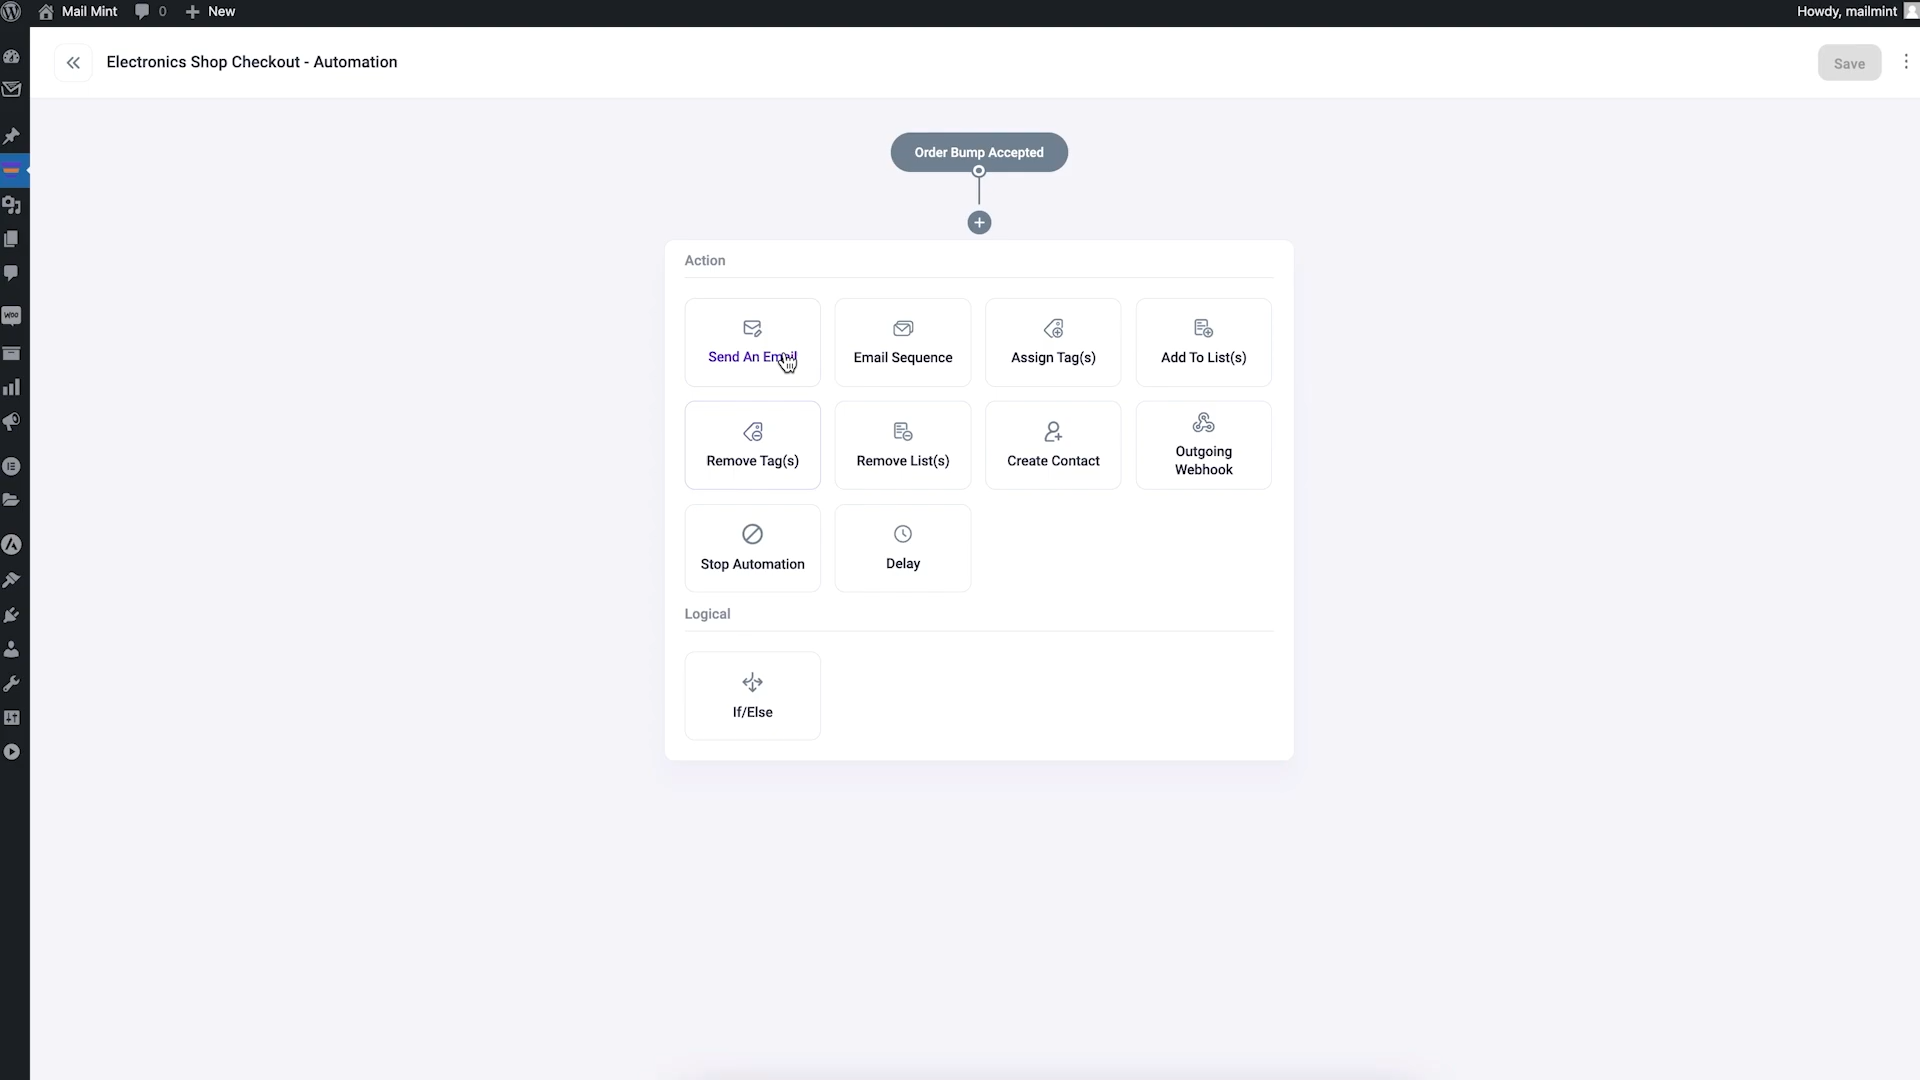 Mail Mint 0 New Howdy, mailmint
Electronics Shop Checkout - Automation Save
Order Bump Accepted
Action
Send An Email Email Sequence Assign Tag(s) Add To List(s)
Remove Tag(s) Remove List(s) Create Contact Outgoing
Webhook
Stop Automation Delay
Logical
If/Else
Woo